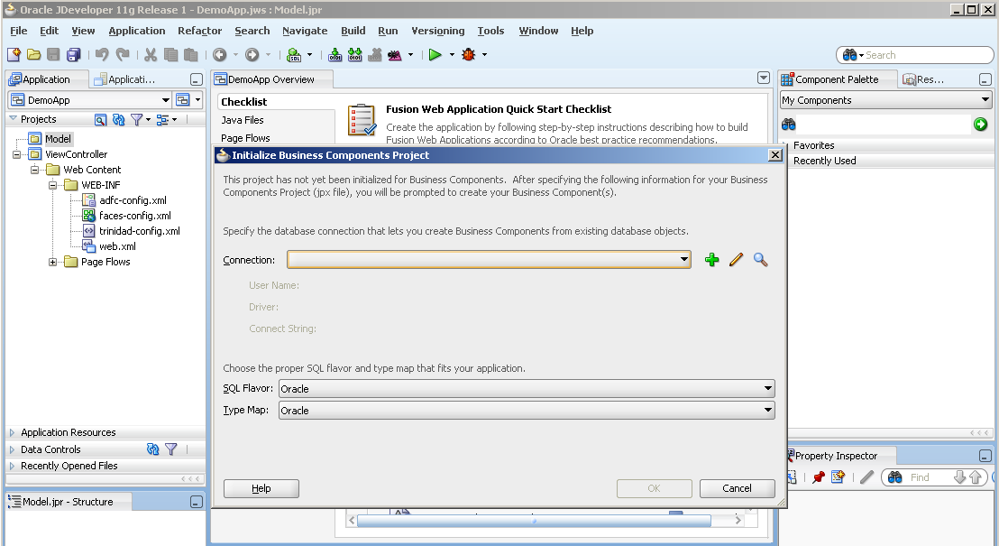 Oracle JDeveloper 11g Release 1 - DemoApp.jws : Model.jpr
File Edit View Application Refactor Search Navigate Build Run Versioning Tools Window Help
Search
Application
Applicati...
DemoApp
Projects
Model
ViewController
Web Content
WEB-INF
adfc-config.xml
faces-config.xml
trinidad-config.xml
web.xml
Page Flows
Application Resources
Data Controls
Recently Opened Files
Model.jpr - Structure
DemoApp Overview
Checklist
Java Files
Page Flows
Fusion Web Application Quick Start Checklist
Create the application by following step-by-step instructions describing how to build
Fusion Web Applications according to Oracle best practice recommendations.
Initialize Business Components Project
This project has not yet been initialized for Business Components. After specifying the following information for your Business
Components Project (jpx file), you will be prompted to create your Business Component(s).
Specify the database connection that lets you create Business Components from existing database objects.
Connection:
User Name:
Driver:
Connect String:
Choose the proper SQL flavor and type map that fits your application.
SQL Flavor: Oracle
Type Map: Oracle
Help
OK
Cancel
Component Palette
Res...
My Components
Favorites
Recently Used
Property Inspector
Find